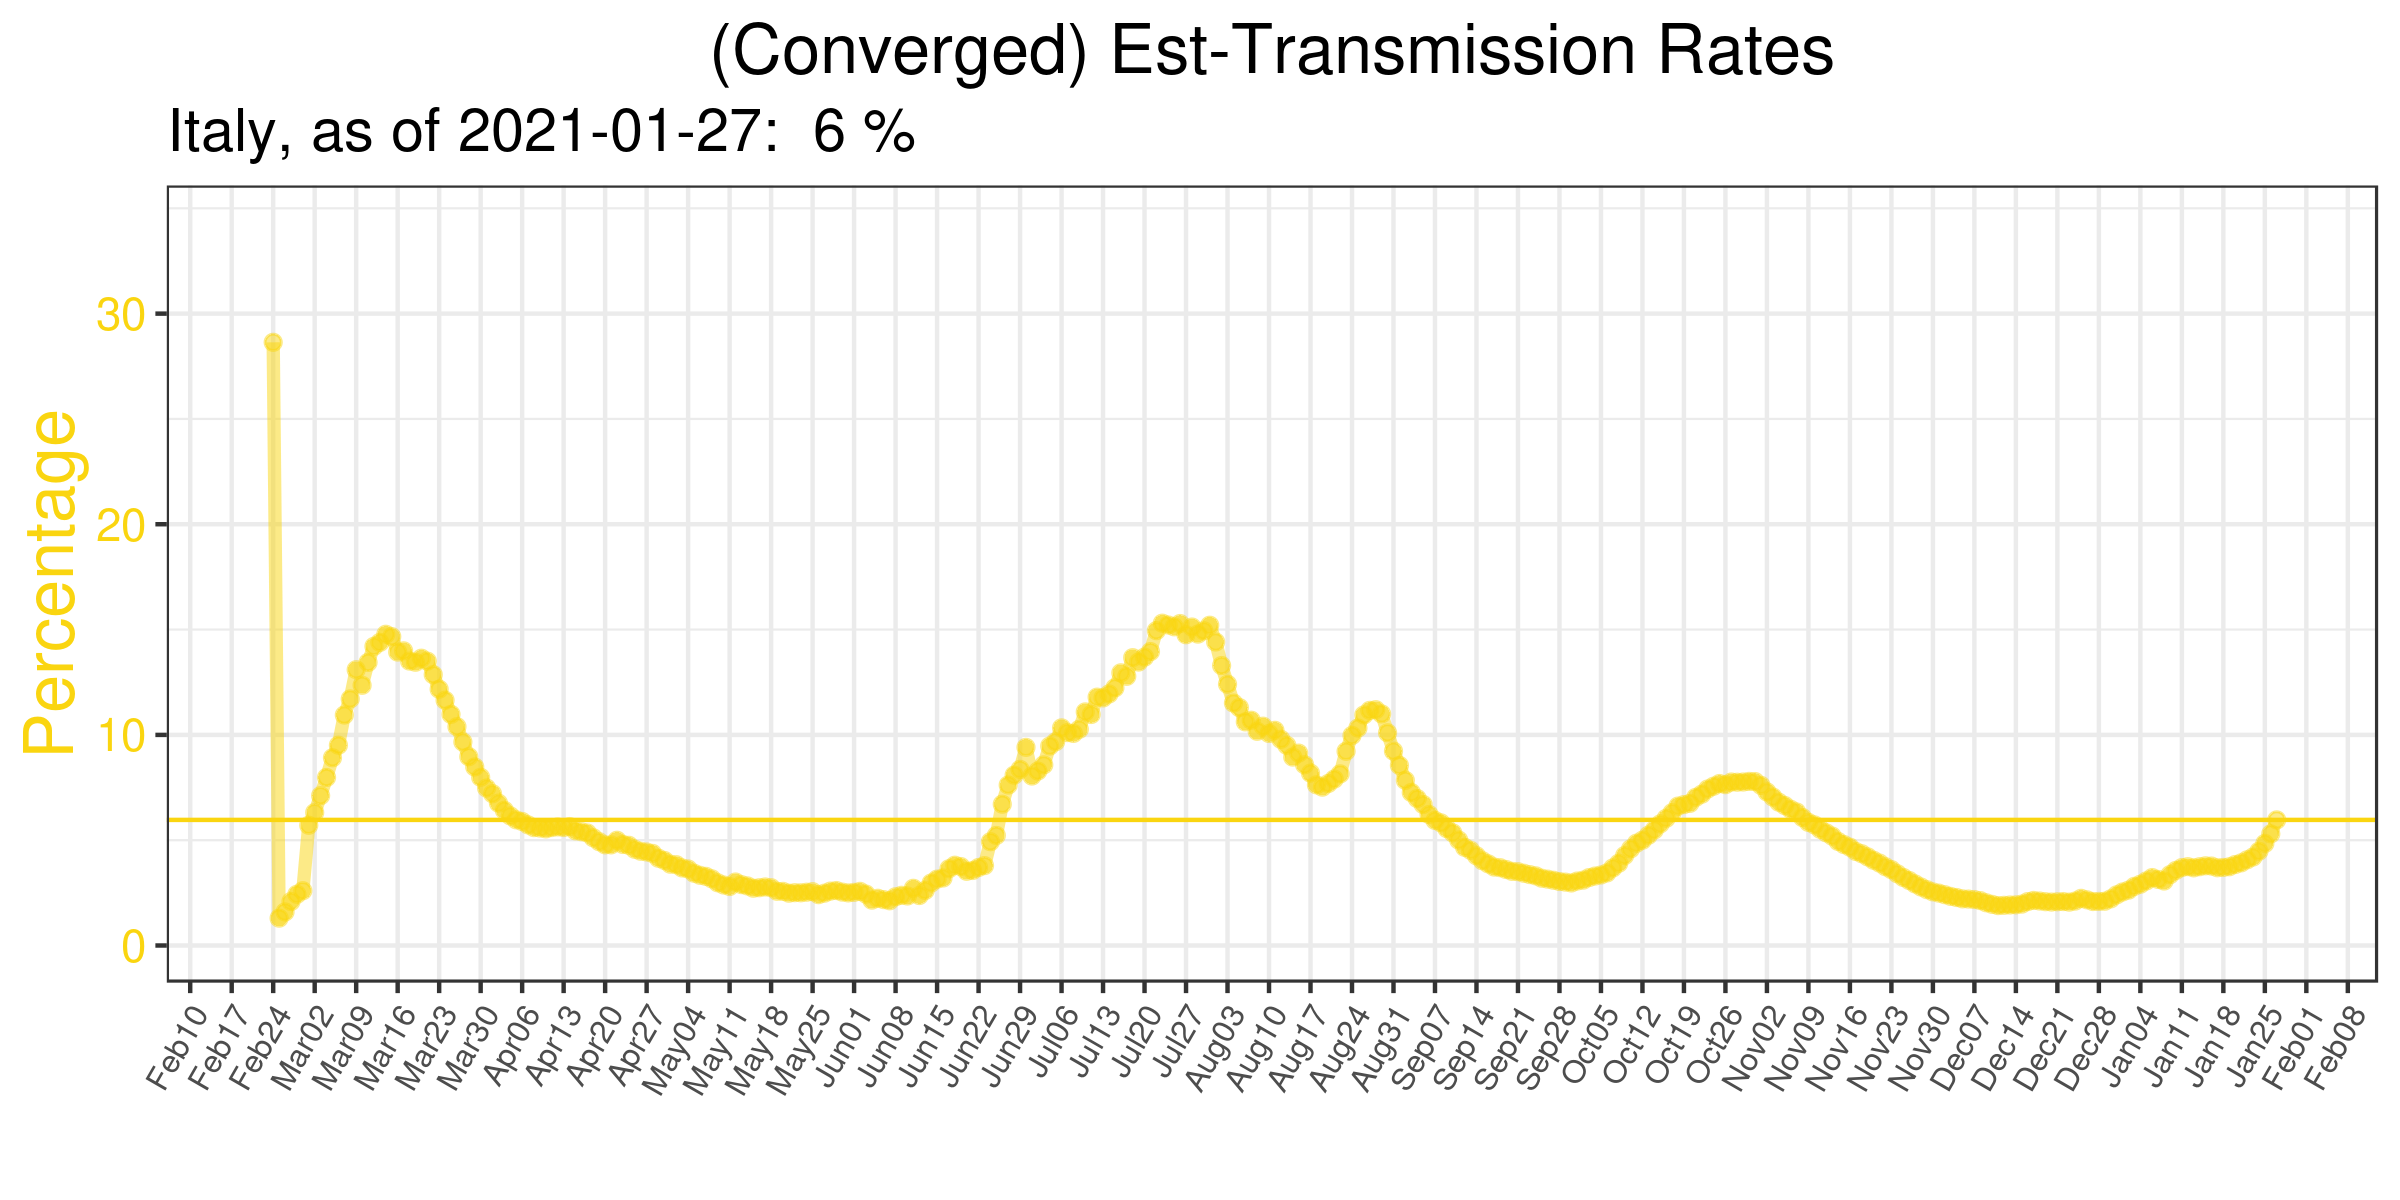 (Converged) Est-Transmission Rates
Italy, as of 2021-01-27:  6 %
Percentage
30
20
10
0
Feb10
Feb17
Feb24
Mar02
Mar09
Mar16
Mar23
Mar30
Apr06
Apr13
Apr20
Apr27
May04
May11
May18
May25
Jun01
Jun08
Jun15
Jun22
Jun29
Jul06
Jul13
Jul20
Jul27
Aug03
Aug10
Aug17
Aug24
Aug31
Sep07
Sep14
Sep21
Sep28
Oct05
Oct12
Oct19
Oct26
Nov02
Nov09
Nov16
Nov23
Nov30
Dec07
Dec14
Dec21
Dec28
Jan04
Jan11
Jan18
Jan25
Feb01
Feb08